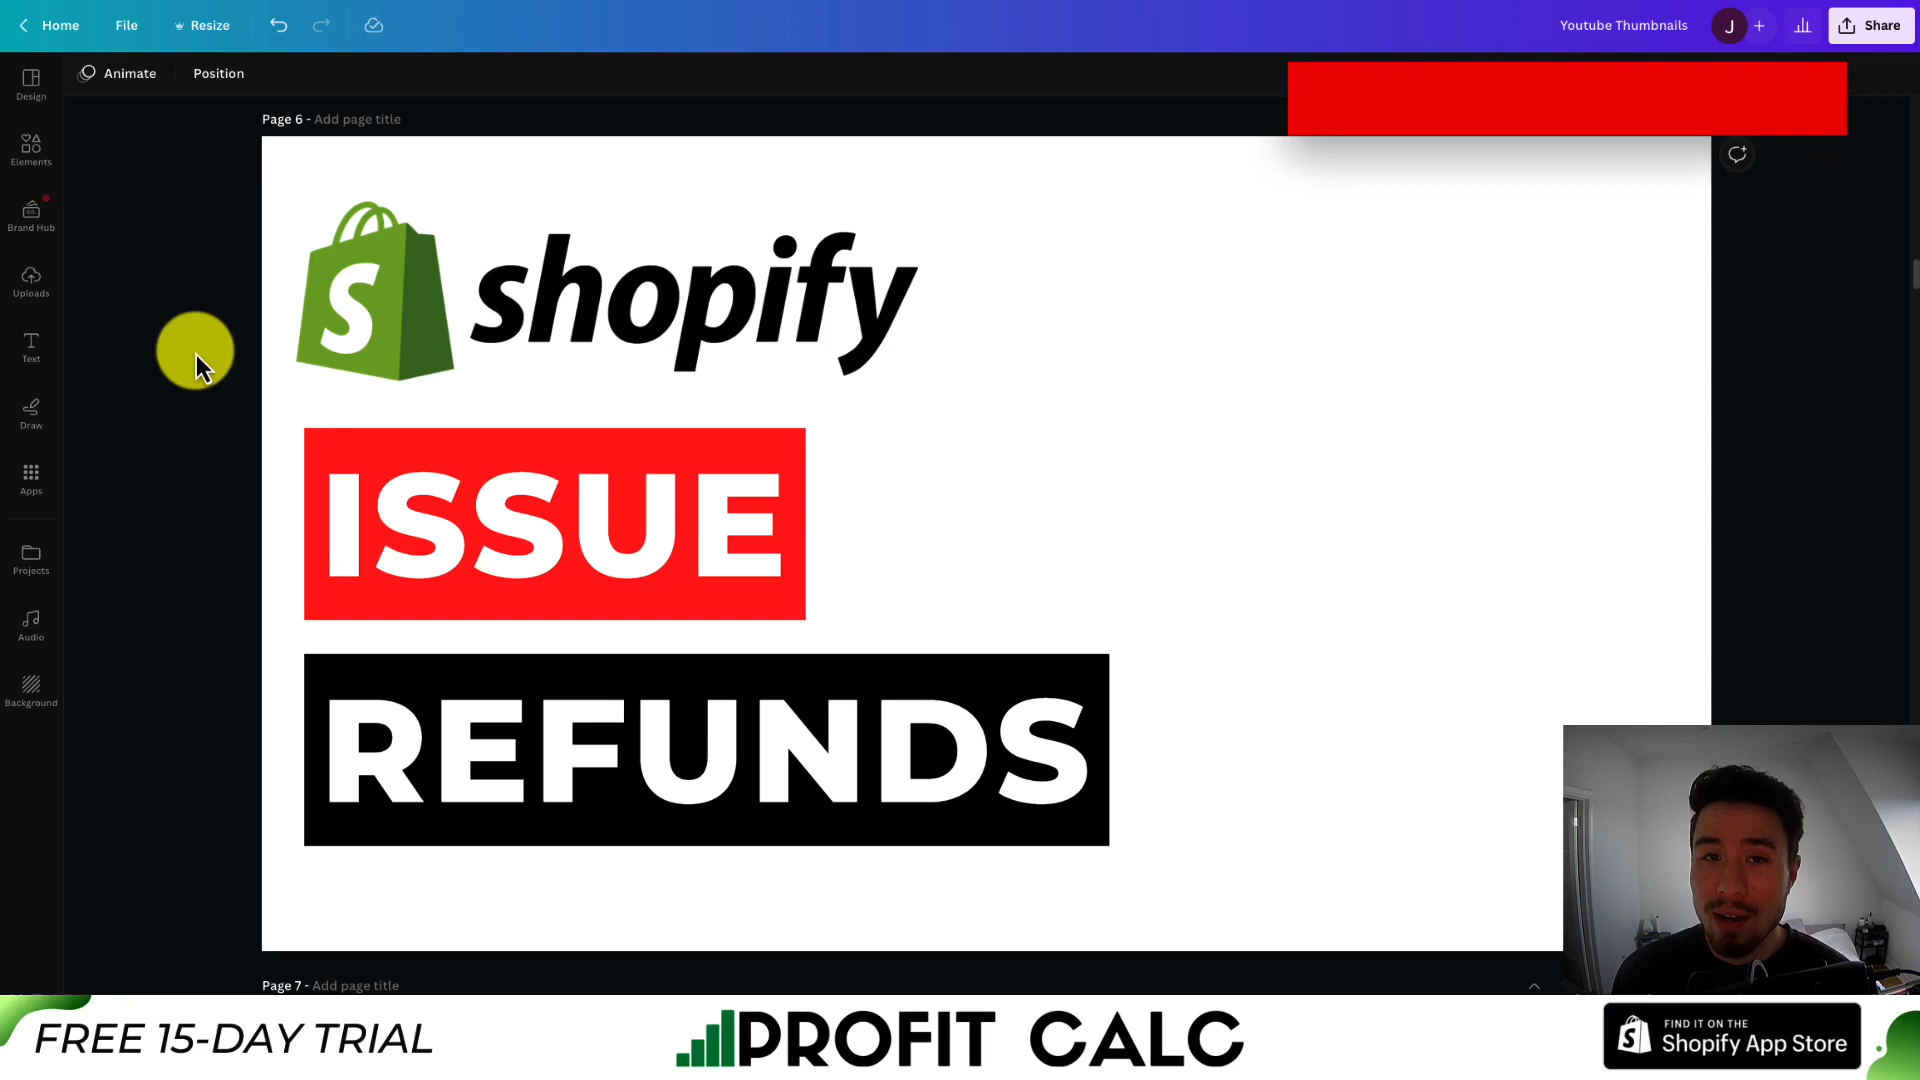 Home File Resize Youtube Thumbnails J + Share
Animate Position
Design
Elements
CO.
Brand Hub
Uploads
Text
Draw
Apps
Projects
Audio
Background
Page 6 - Add page title
S shopify
ISSUE
REFUNDS
Page 7 - Add page title
FREE 15-DAY TRIAL
PROFIT CALC
FIND IT ON THE
Shopify App Store